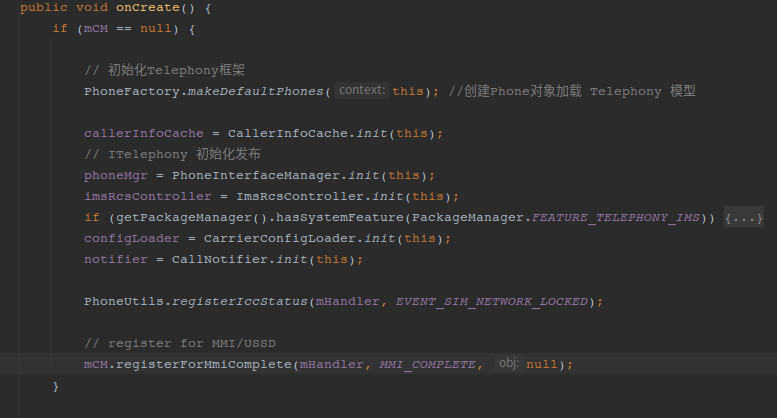 public void onCreate() {
if (mCM == null) {
// 初始化Telephony框架
PhoneFactory.makeDefaultPhones( context: this); //创建Phone对象加载 Telephony 模型
callerInfoCache = CallerInfoCache.init(this);
// ITelephony 初始化发布
phoneMgr = PhoneInterfaceManager.init(this);
imsRcsController = ImsRcsController.init(this);
if (getPackageManager().hasSystemFeature(PackageManager.FEATURE_TELEPHONY_IMS)) {...}
configLoader = CarrierConfigLoader.init(this);
notifier = CallNotifier.init(this);
PhoneUtils.registerIccStatus(mHandler, EVENT_SIM_NETWORK_LOCKED);
// register for MMI/USSD
mCM.registerForMmiComplete(mHandler, MMI_COMPLETE, obj: null);
}